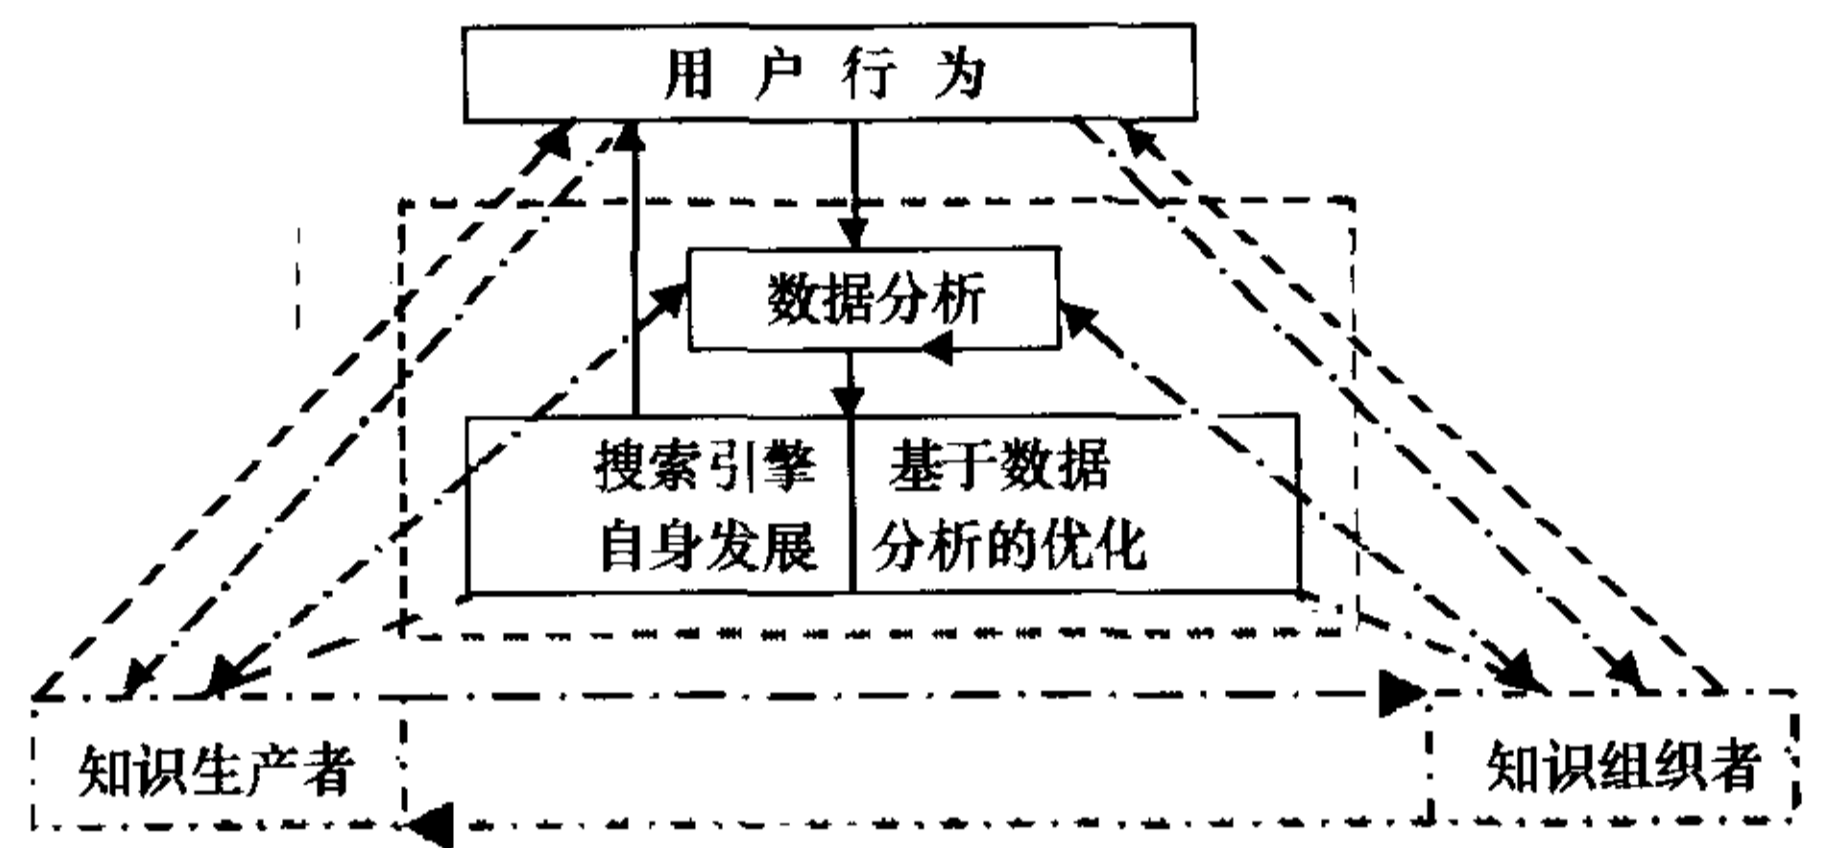 用户行为
数据分析
搜索引擎
自身发展
基于数据
分析的优化
知识生产者
知识组织者